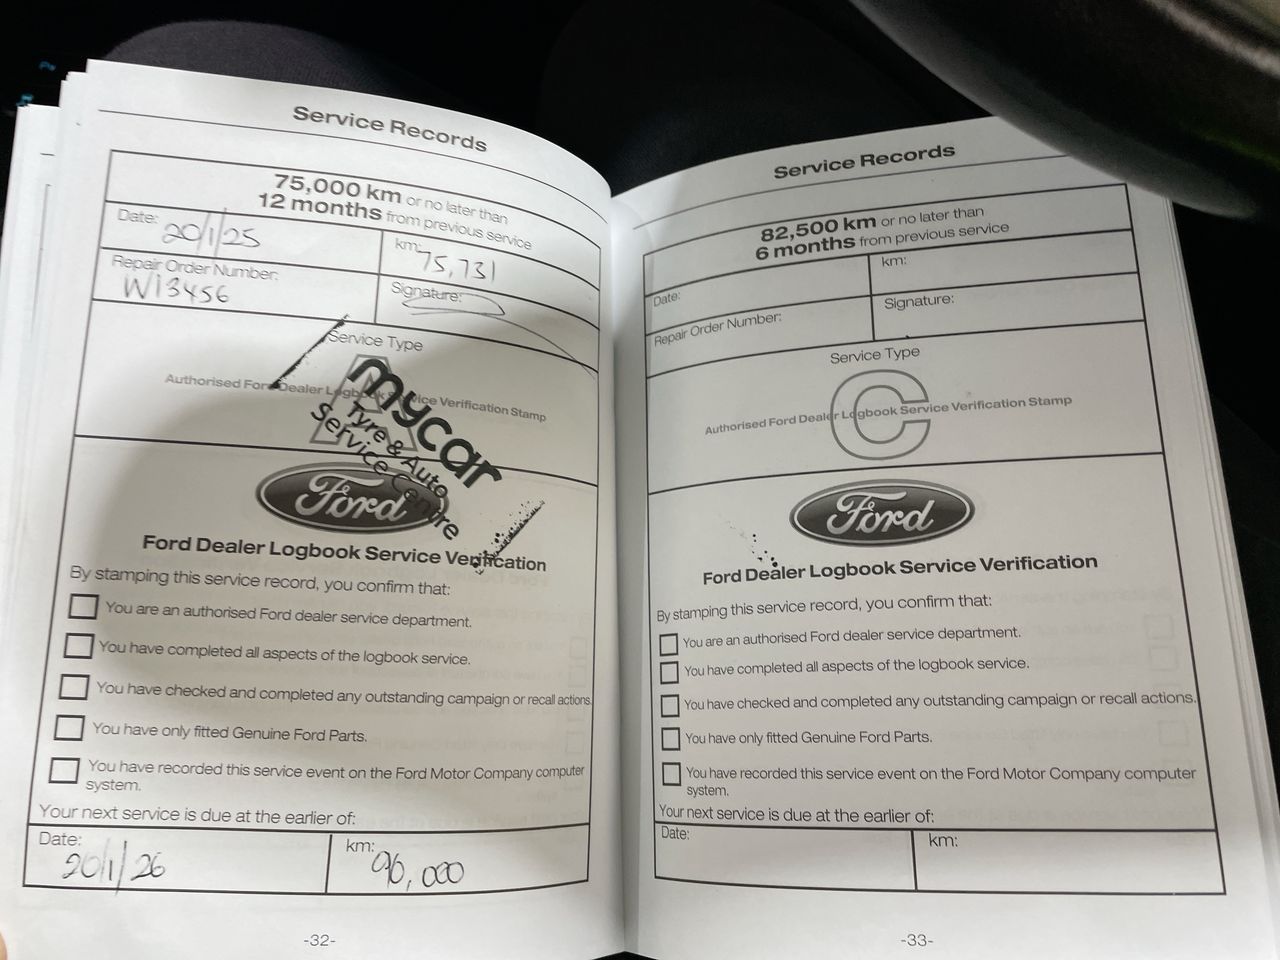 Service Records
75,000 km or no later than
12 months from previous service
Date: 20/1/25
km: 75,731
Repair Order Number: W13456
Signature:
Service Type
A
Authorised Ford Dealer Logbook Service Verification Stamp
mycar
Tyre & Auto
Service Centre
Ford
Ford Dealer Logbook Service Verification
By stamping this service record, you confirm that:
You are an authorised Ford dealer service department.
You have completed all aspects of the logbook service.
You have checked and completed any outstanding campaign or recall actions.
You have only fitted Genuine Ford Parts.
You have recorded this service event on the Ford Motor Company computer
system.
Your next service is due at the earlier of:
Date: 20/1/26
km: 90,000
-32-
Service Records
82,500 km or no later than
6 months from previous service
Date:
km:
Repair Order Number:
Signature:
Service Type
C
Authorised Ford Dealer Logbook Service Verification Stamp
Ford
Ford Dealer Logbook Service Verification
By stamping this service record, you confirm that:
You are an authorised Ford dealer service department.
You have completed all aspects of the logbook service.
You have checked and completed any outstanding campaign or recall actions.
You have only fitted Genuine Ford Parts.
You have recorded this service event on the Ford Motor Company computer
system.
Your next service is due at the earlier of:
Date:
km:
-33-